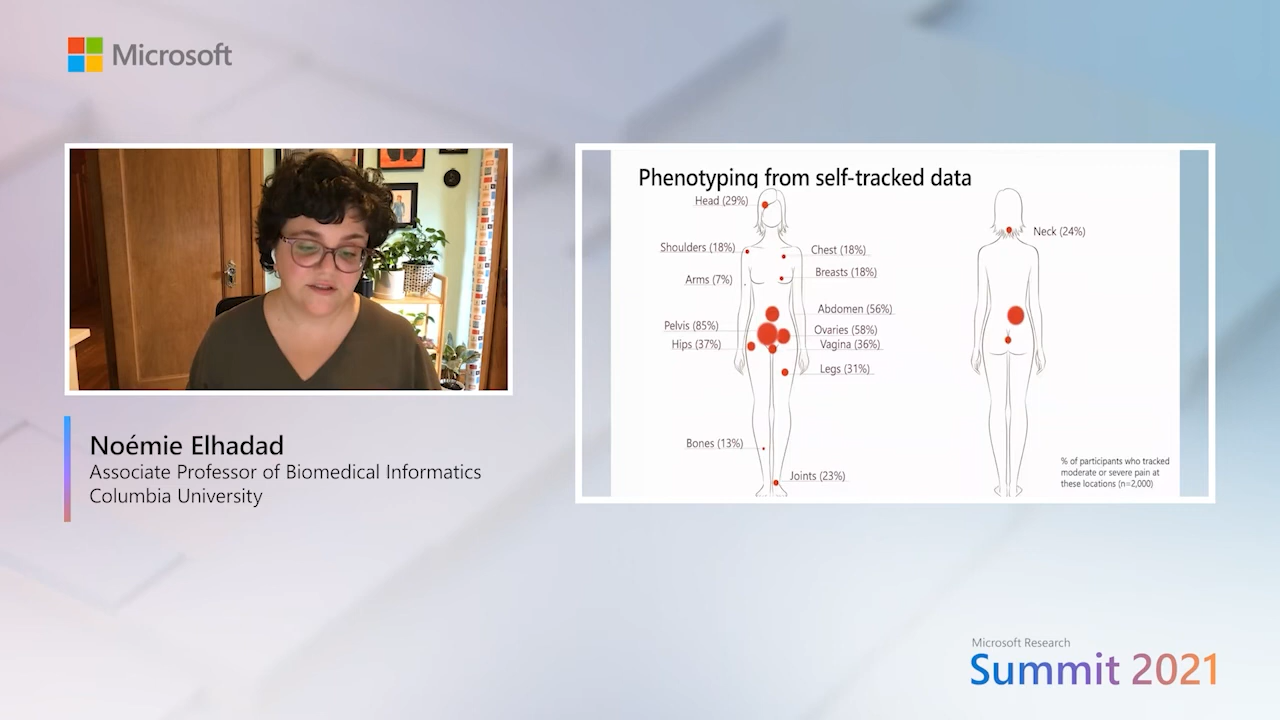 Microsoft
Phenotyping from self-tracked data
Head (29%)
Neck (24%)
Shoulders (18%)
Chest (18%)
Breasts (18%)
Arms (7%)
Abdomen (56%)
Pelvis (85%)
Ovaries (58%)
Hips (37%)
Vagina (36%)
Legs (31%)
Bones (13%)
Joints (23%)
% of participants who tracked
moderate or severe pain at
these locations (n=2,000)
Noémie Elhadad
Associate Professor of Biomedical Informatics
Columbia University
Microsoft Research
Summit 2021